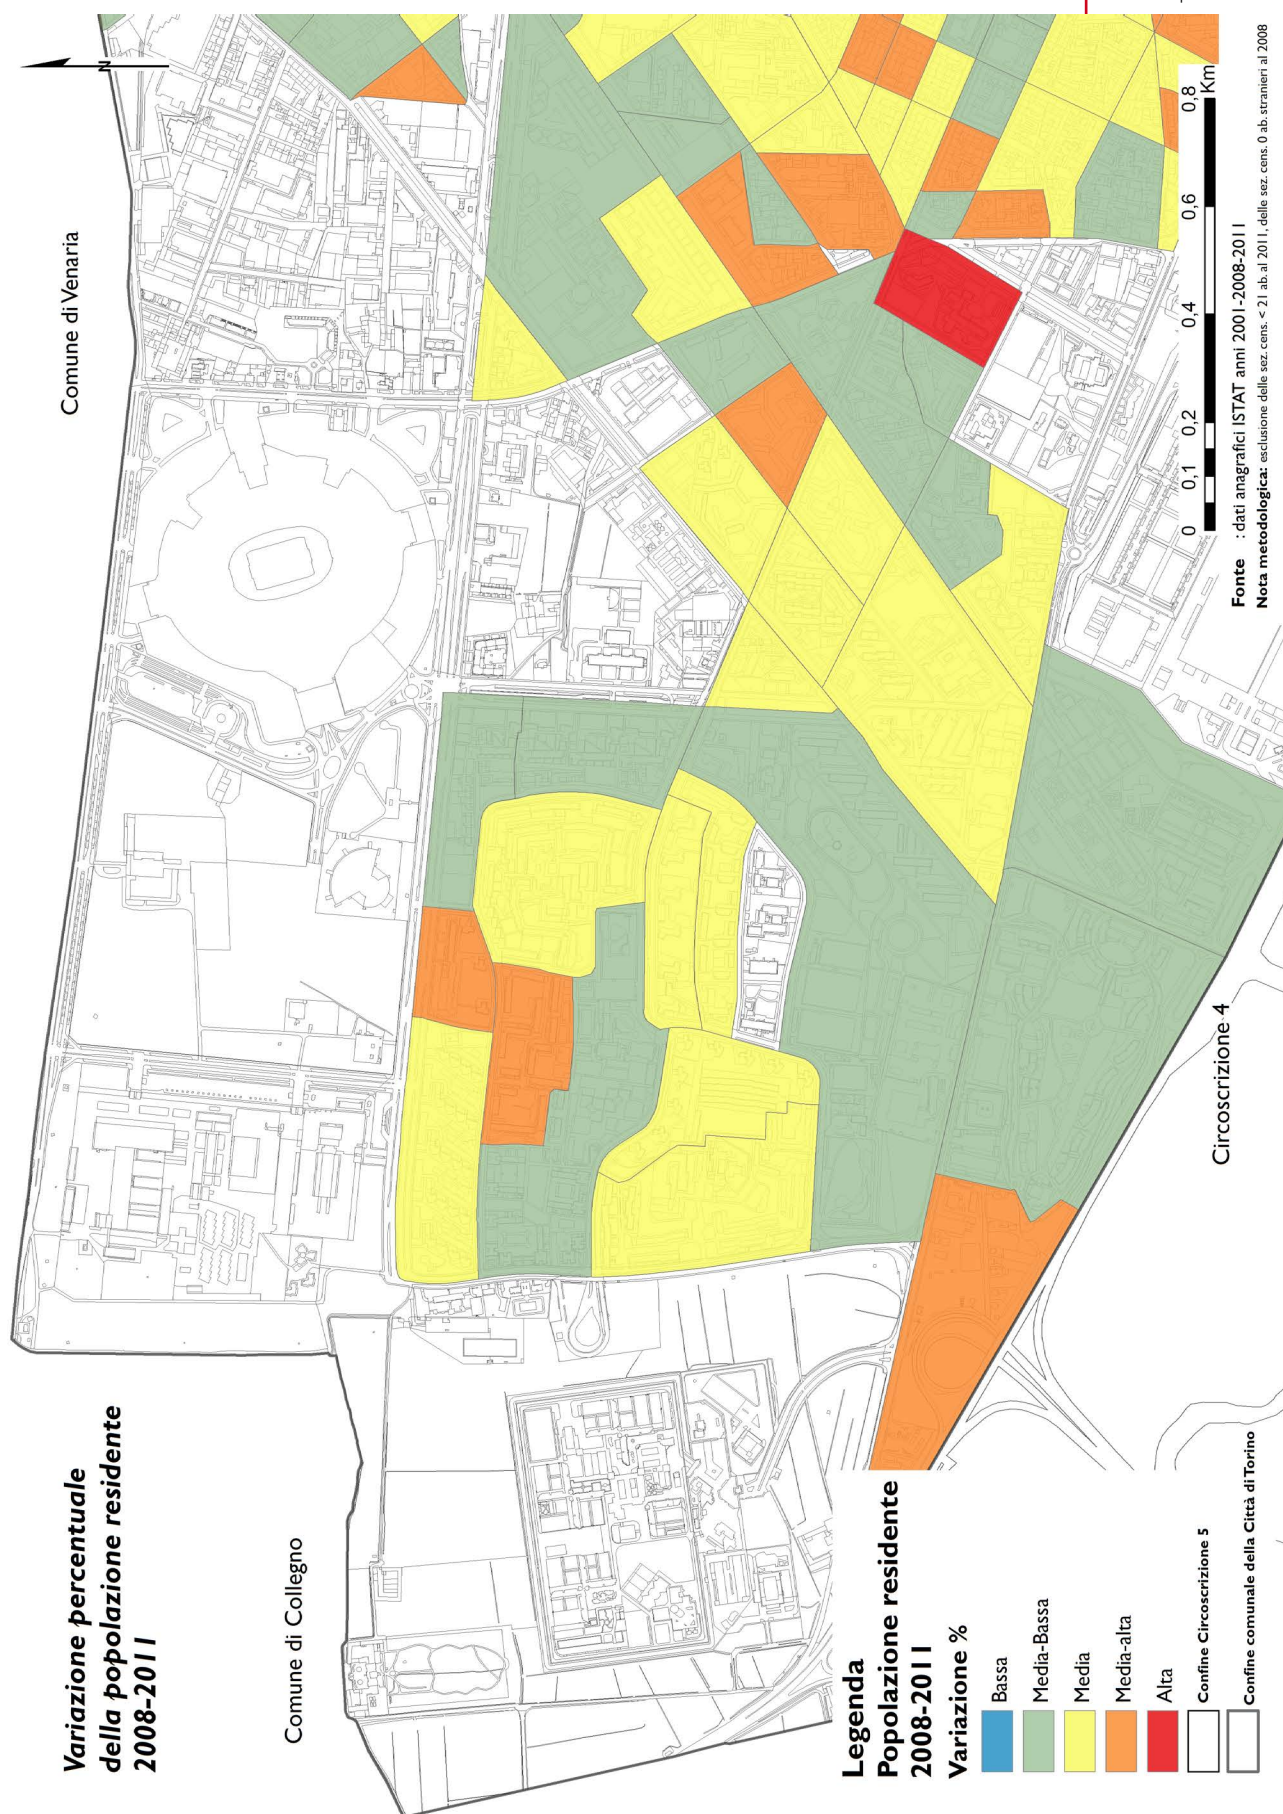 Variazione percentuale
della popolazione residente
2008-2011
Comune di Venaria
Comune di Collegno
Circoscrizione 4
N
Legenda
Popolazione residente
2008-2011
Variazione %
Bassa
Media-Bassa
Media
Media-alta
Alta
Confine Circoscrizione 5
Confine comunale della Città di Torino
0 0,1 0,2 0,4 0,6 0,8
Km
Fonte : dati anagrafici ISTAT anni 2001-2008-2011
Nota metodologica: esclusione delle sez. cens. < 21 ab. al 2011, delle sez. cens. 0 ab. stranieri al 2008